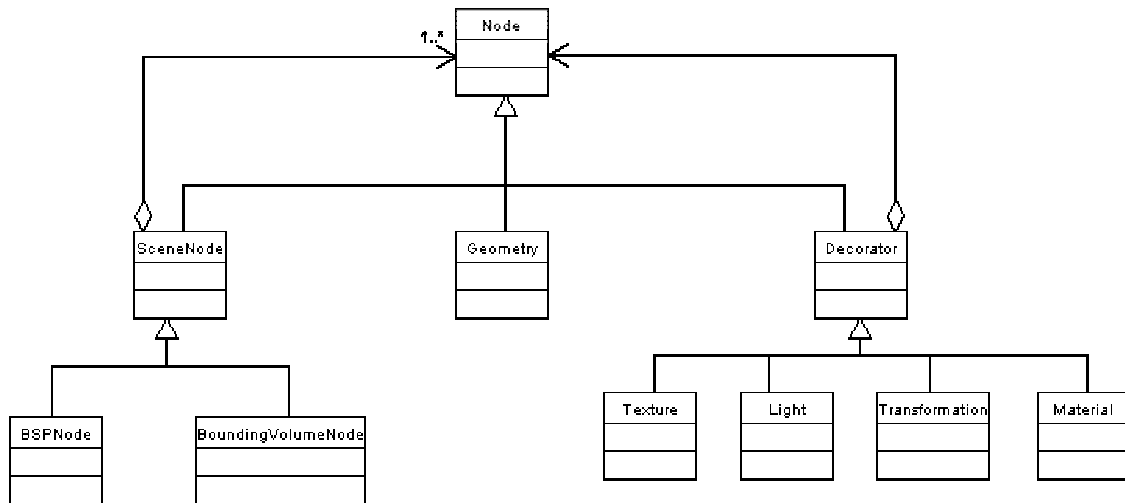 Node
1..*
SceneNode
Geometry
Decorator
Texture
Light
Transformation
Material
BSPNode
BoundingVolumeNode